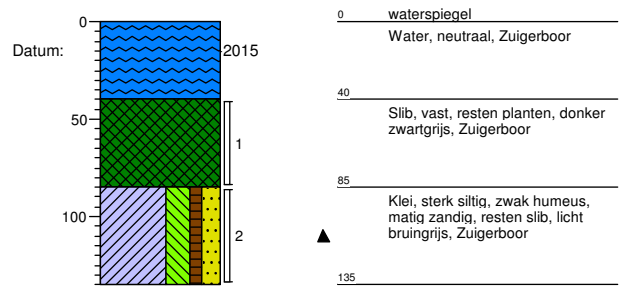 0
waterspiegel
Water, neutraal, Zuigerboor
Datum:
2015
40
Slib, vast, resten planten, donker
zwartgrijs, Zuigerboor
50
1
85
Klei, sterk siltig, zwak humeus,
matig zandig, resten slib, licht
bruingrijs, Zuigerboor
100
2
135
0